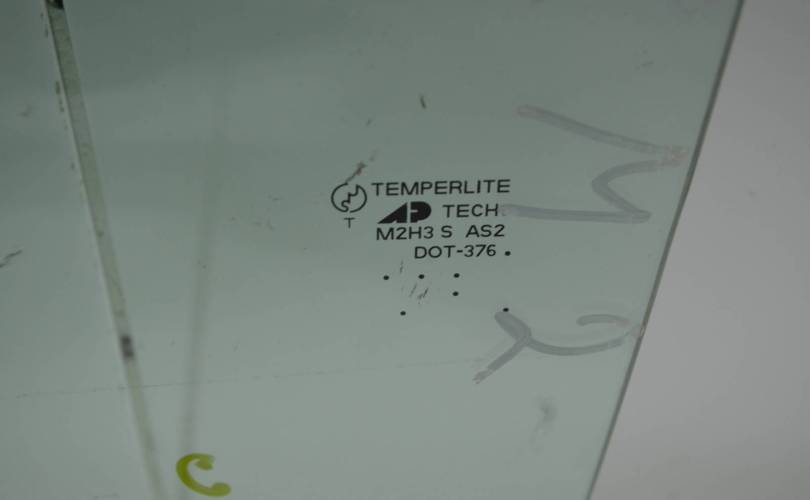 TEMPERLITE
T AP TECH
M2H3 S AS2
DOT-376
C